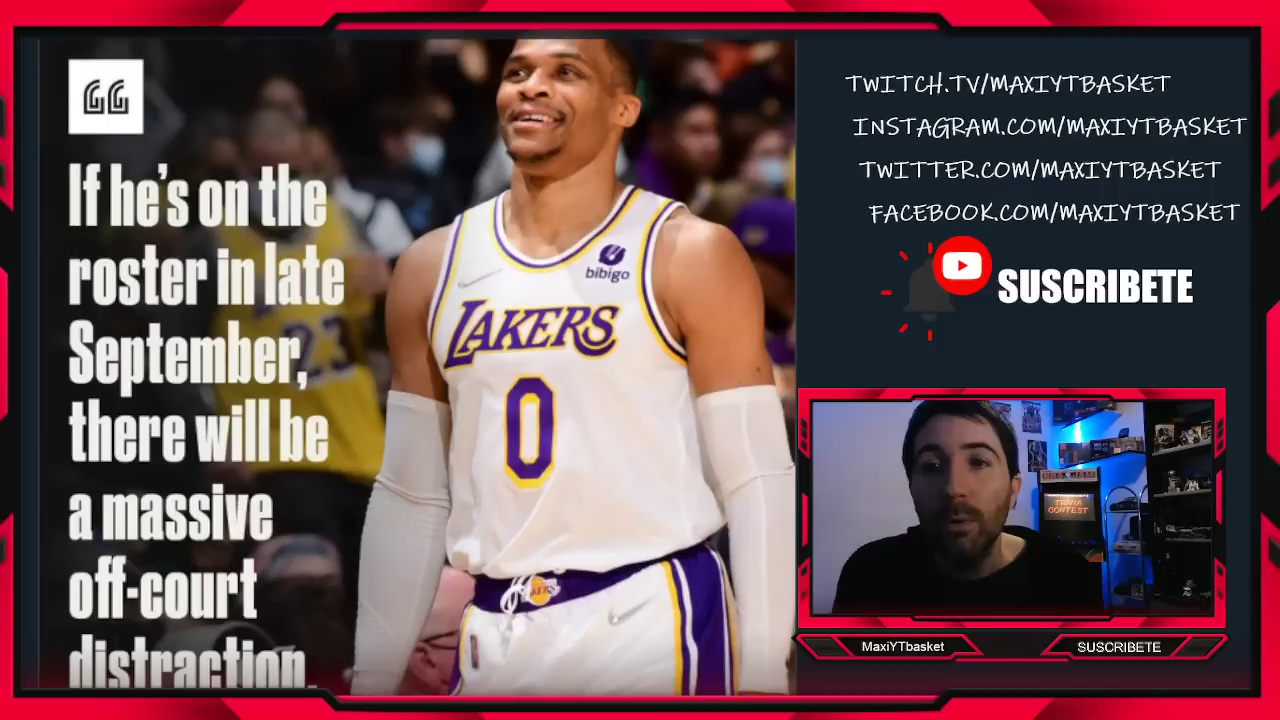 If he's on the
roster in late
September,
there will be
a massive
off-court
distraction.
bibigo
LAKERS
0
23
TWITCH.TV/MAXIYTBASKET
INSTAGRAM.COM/MAXIYTBASKET
TWITTER.COM/MAXIYTBASKET
FACEBOOK.COM/MAXIYTBASKET
SUSCRIBETE
TRIVIA
CONTEST
MaxiYTbasket
SUSCRIBETE